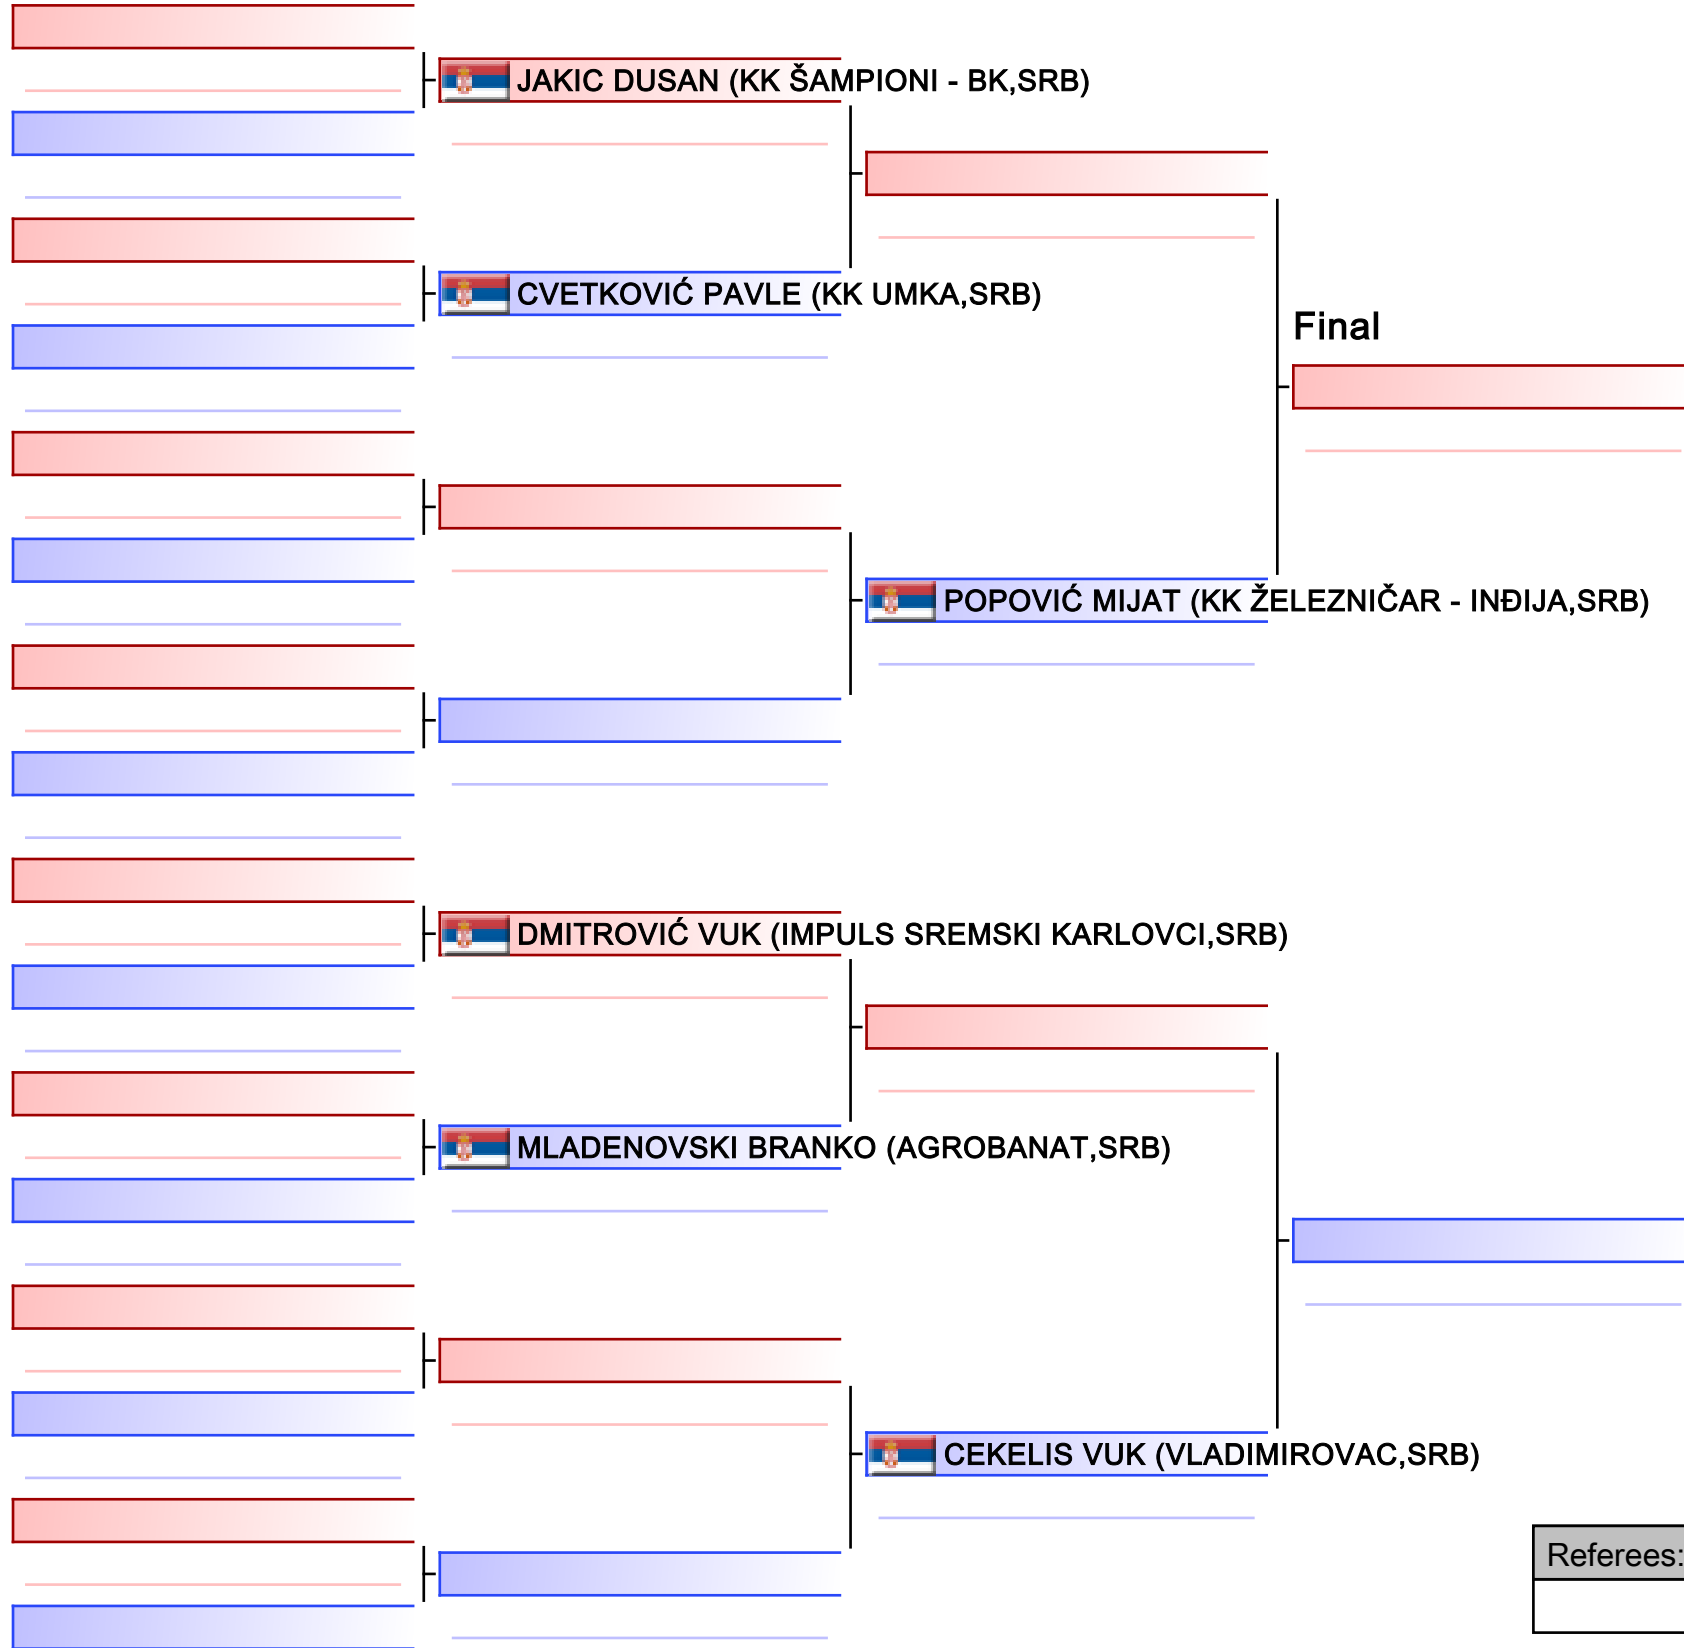 JAKIC DUSAN (KK ŠAMPIONI - BK,SRB)
CVETKOVIĆ PAVLE (KK UMKA,SRB)
Final
POPOVIĆ MIJAT (KK ŽELEZNIČAR - INĐIJA,SRB)
DMITROVIĆ VUK (IMPULS SREMSKI KARLOVCI,SRB)
MLADENOVSKI BRANKO (AGROBANAT,SRB)
CEKELIS VUK (VLADIMIROVAC,SRB)
Referees: